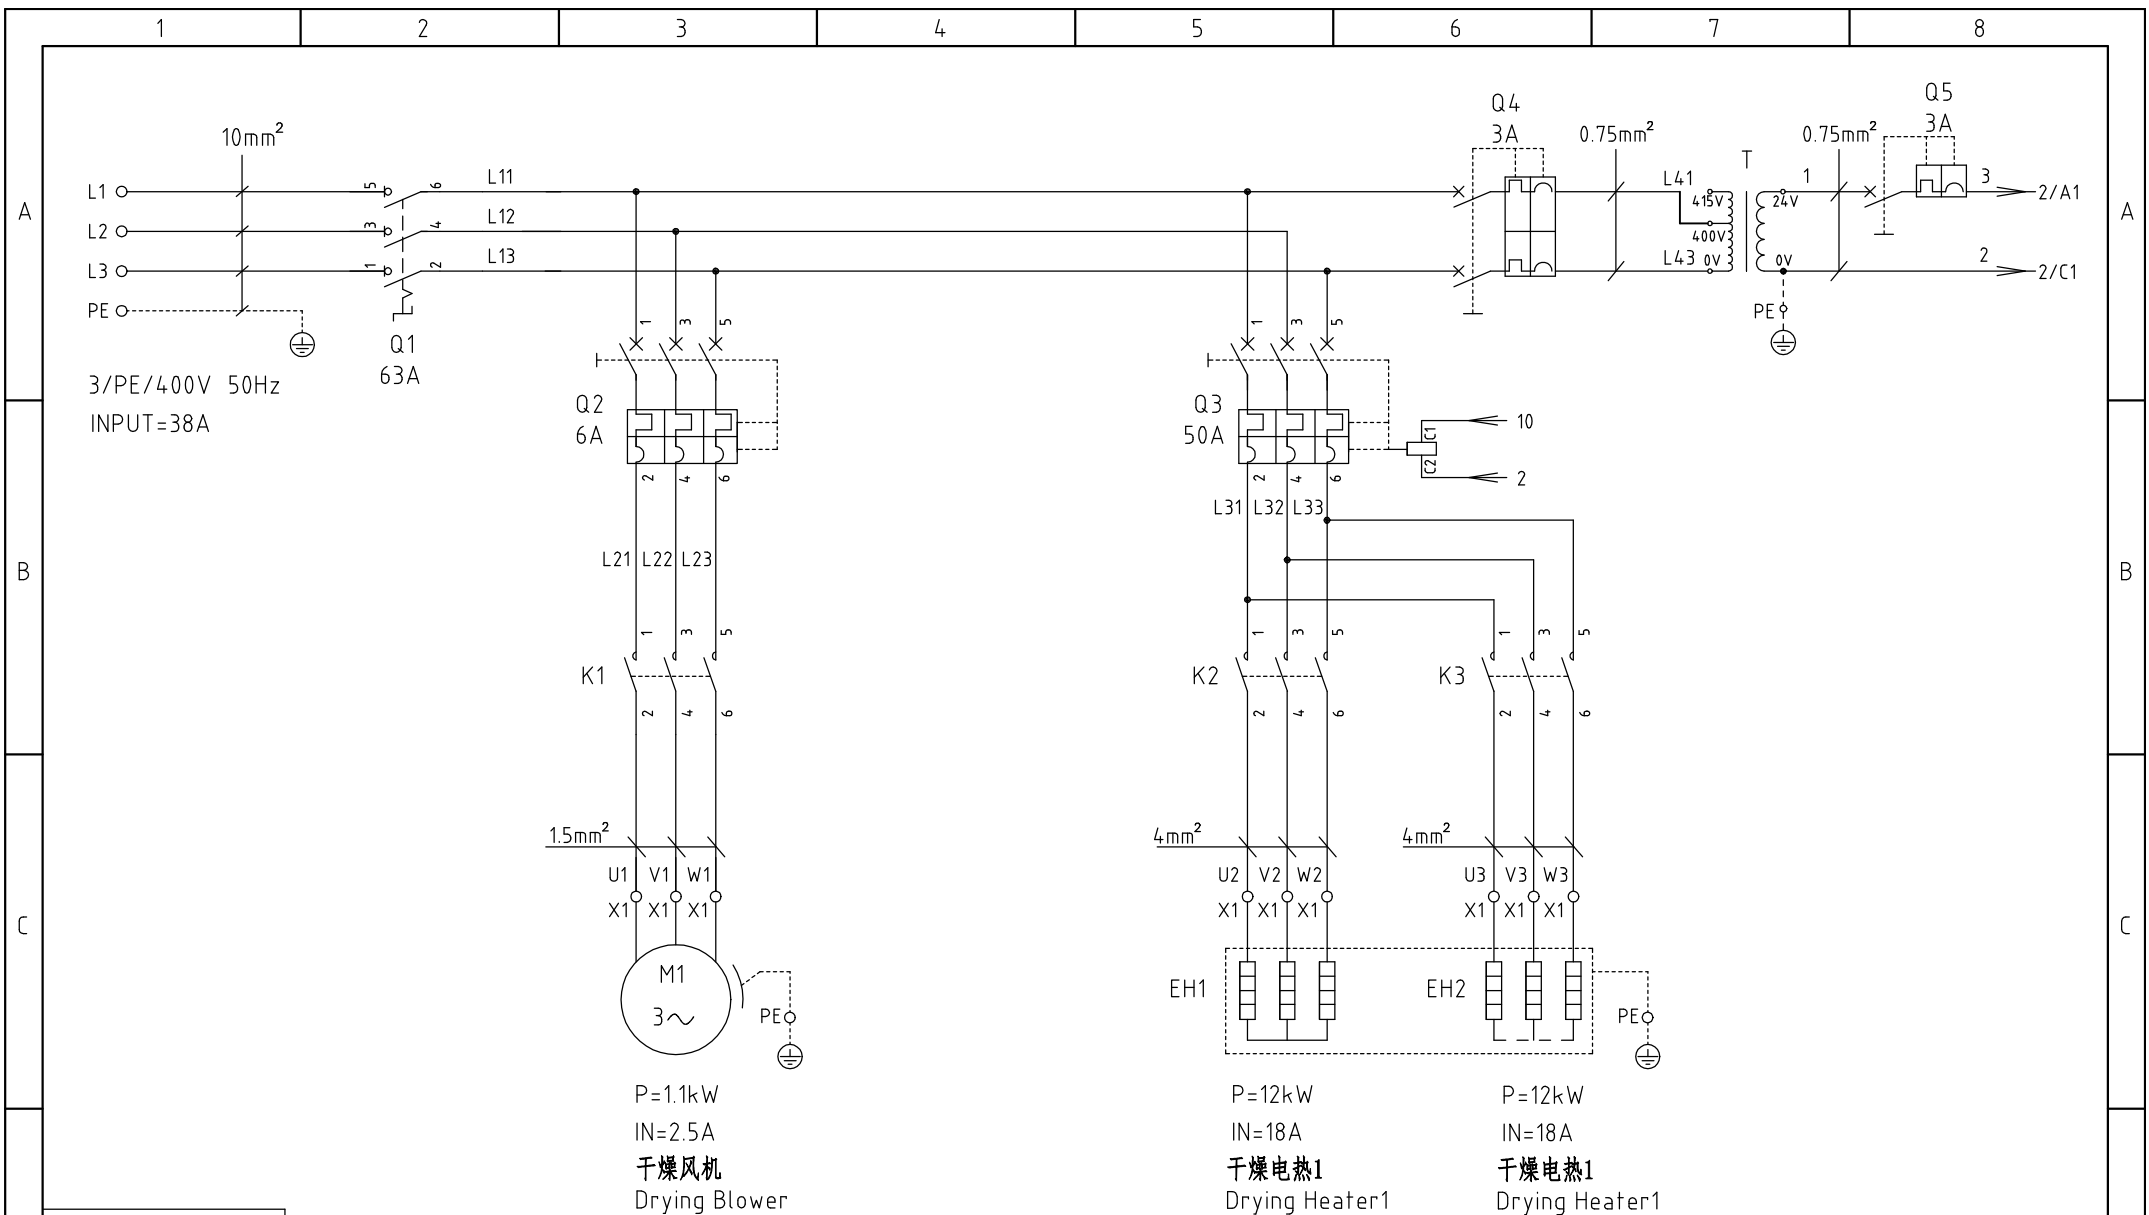 1 2 3 4 5 6 7 8
Q5
3A
Q4
3A
10mm²
0.75mm²
0.75mm²
T
A
L1
5
6
L11
L41
415V
24V
1
3
2/A1
A
L2
3
4
L12
400V
L3
1
2
L13
L43
0V
0V
2
2/C1
PE
PE
Q1
63A
3/PE/400V 50Hz
INPUT=38A
1 3 5
1 3 5
Q2
6A
Q3
50A
C1
10
C2
2
2 4 6
2 4 6
L31 L32 L33
L21 L22 L23
B
B
1 3 5
1 3 5
1 3 5
K1
K2
K3
2 4 6
2 4 6
2 4 6
1.5mm²
4mm²
4mm²
U1 V1 W1
U2 V2 W2
U3 V3 W3
X1 X1 X1
X1 X1 X1
X1 X1 X1
C
C
M1
3~
PE
EH1
EH2
PE
P=1.1kW
IN=2.5A
干燥风机
Drying Blower
P=12kW
IN=18A
干燥电热1
Drying Heater1
P=12kW
IN=18A
干燥电热1
Drying Heater1